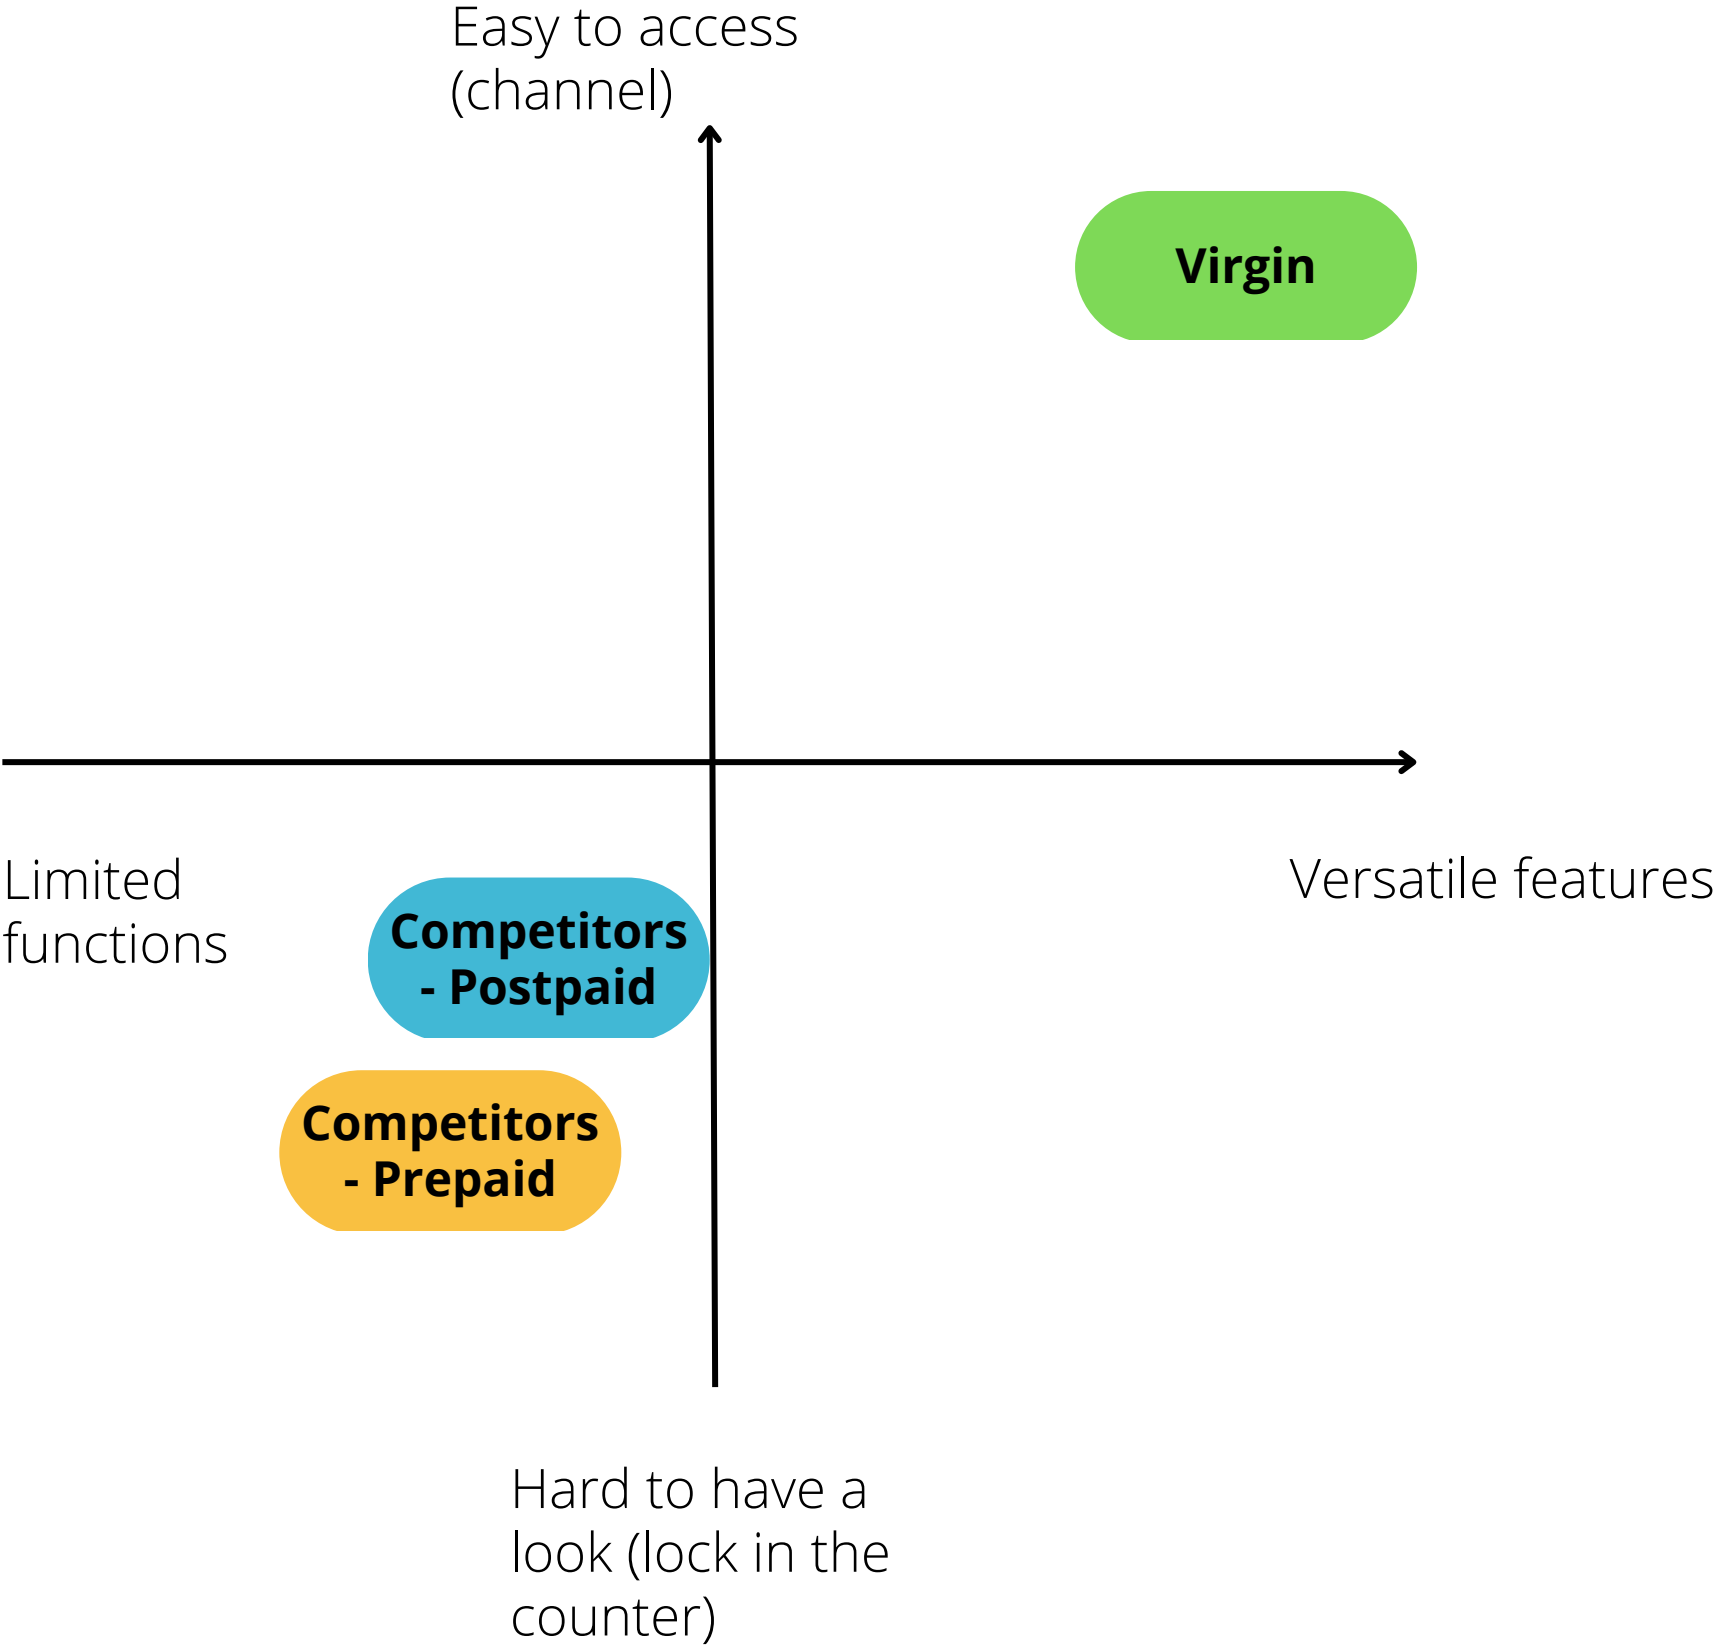 Easy to access
(channel)
Virgin
Limited
functions
Versatile features
Competitors
- Postpaid
Competitors
- Prepaid
Hard to have a
look (lock in the
counter)